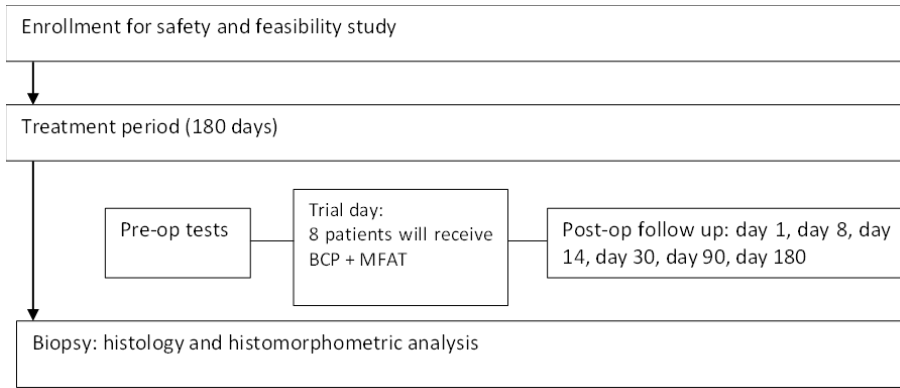 Enrollment for safety and feasibility study
Treatment period (180 days)
Pre-op tests
Trial day:
8 patients will receive
BCP + MFAT
Post-op follow up: day 1, day 8, day
14, day 30, day 90, day 180
Biopsy: histology and histomorphometric analysis